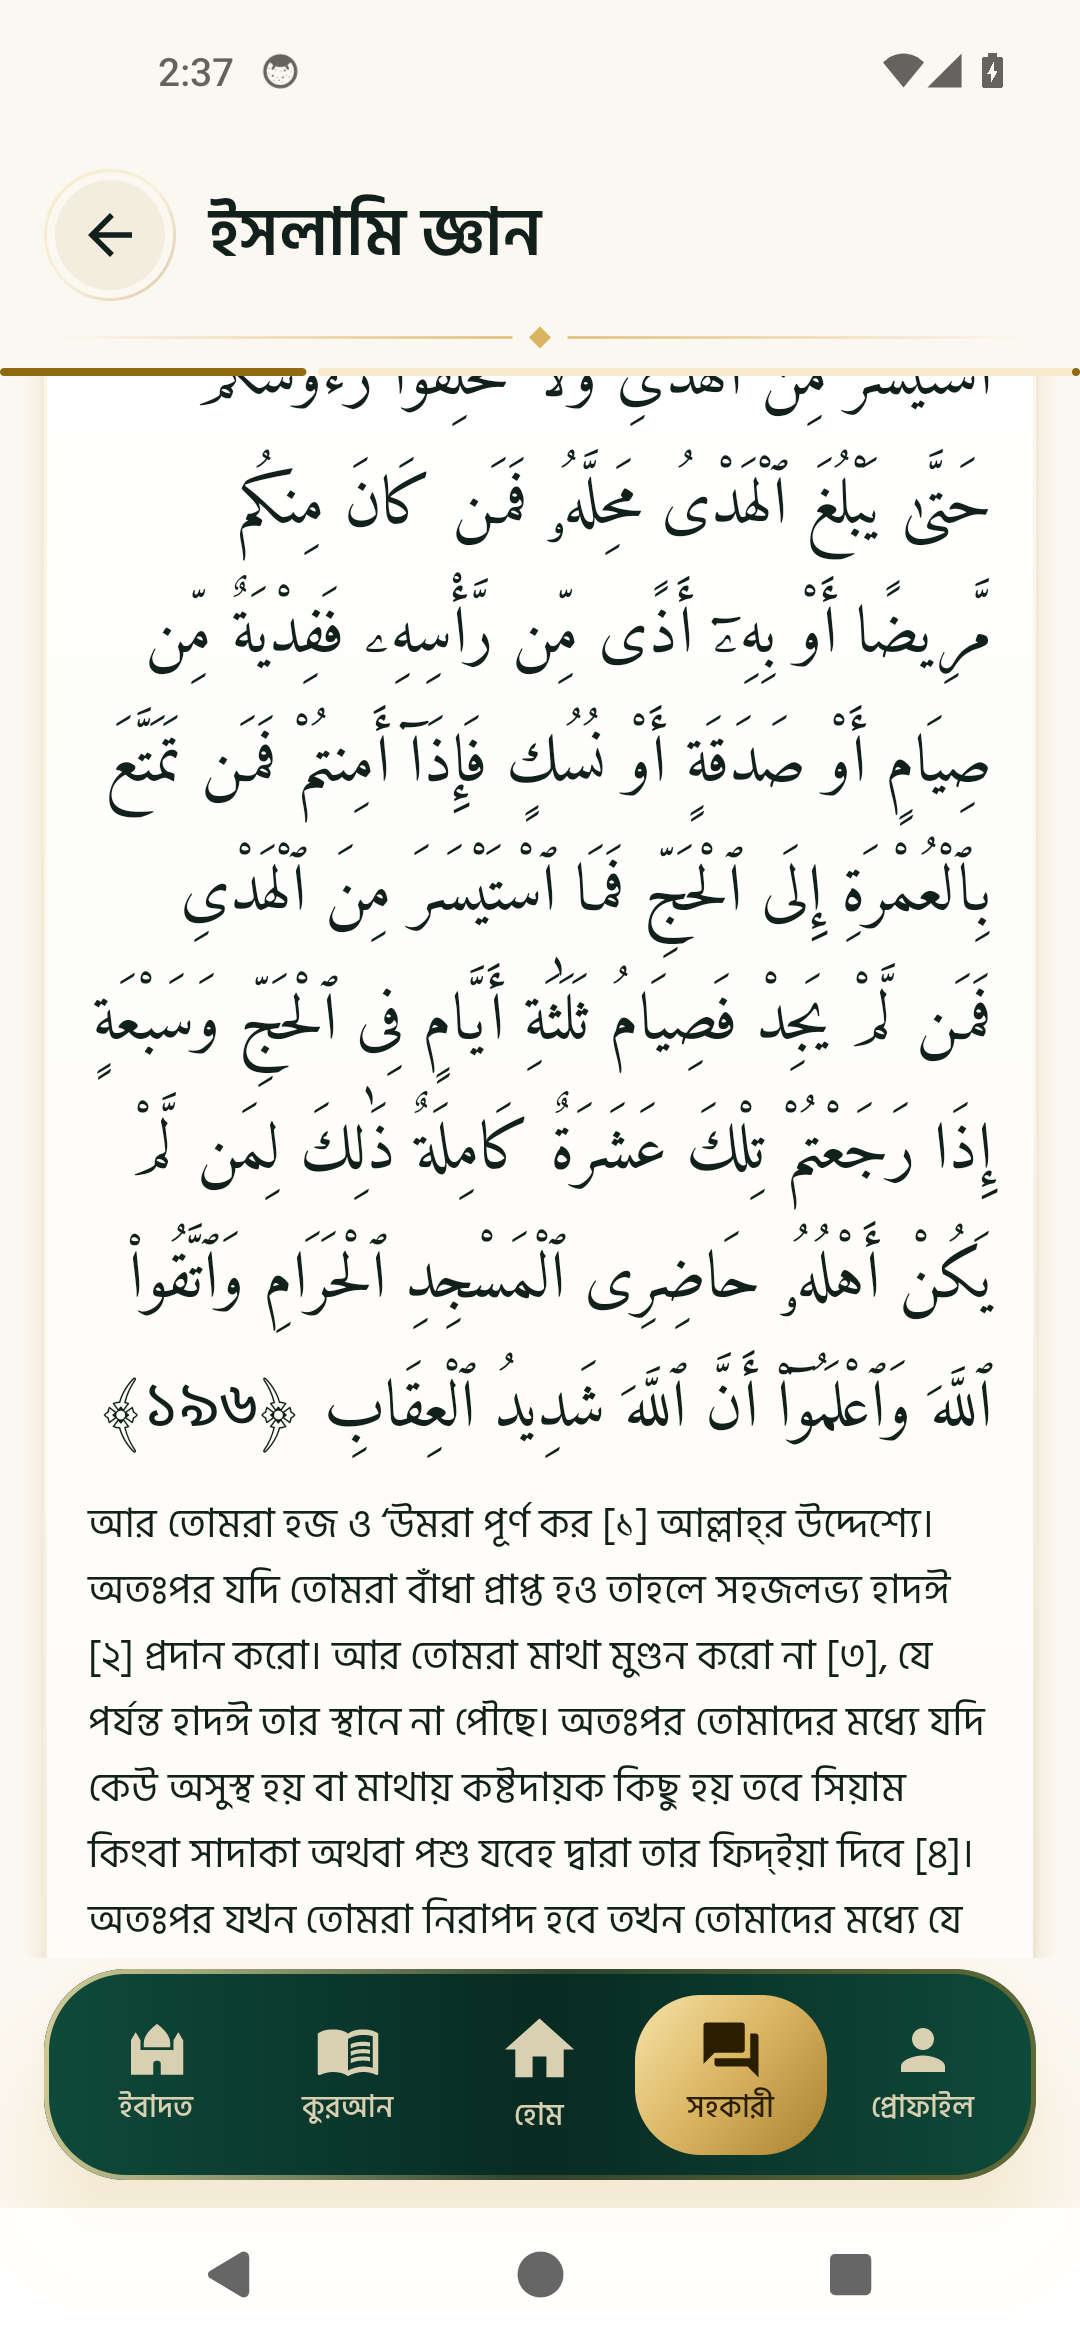 2:37
ইসলামি জ্ঞান
حَتَّىٰ يَبْلُغَ ٱلْهَدْىُ مَحِلَّهُۥ فَمَن كَانَ مِنكُم
مَّرِيضًا أَوْ بِهِۦٓ أَذًى مِّن رَّأْسِهِۦ فَفِدْيَةٌ مِّن
صِيَامٍ أَوْ صَدَقَةٍ أَوْ نُسُكٍ فَإِذَآ أَمِنتُمْ فَمَن تَمَتَّعَ
بِٱلْعُمْرَةِ إِلَى ٱلْحَجِّ فَمَا ٱسْتَيْسَرَ مِنَ ٱلْهَدْىِ
فَمَن لَّمْ يَجِدْ فَصِيَامُ ثَلَـٰثَةِ أَيَّامٍ فِى ٱلْحَجِّ وَسَبْعَةٍ
إِذَا رَجَعْتُمْ تِلْكَ عَشَرَةٌ كَامِلَةٌ ذَٰلِكَ لِمَن لَّمْ
يَكُنْ أَهْلُهُۥ حَاضِرِى ٱلْمَسْجِدِ ٱلْحَرَامِ وَٱتَّقُوا۟
ٱللَّهَ وَٱعْلَمُوٓا۟ أَنَّ ٱللَّهَ شَدِيدُ ٱلْعِقَابِ ﴿১৯৬﴾
আর তোমরা হজ ও ‘উমরা পূর্ণ কর [১] আল্লাহ্‌র উদ্দেশ্যে।
অতঃপর যদি তোমরা বাঁধা প্রাপ্ত হও তাহলে সহজলভ্য হাদঈ
[২] প্রদান করো। আর তোমরা মাথা মুণ্ডন করো না [৩], যে
পর্যন্ত হাদঈ তার স্থানে না পৌছে। অতঃপর তোমাদের মধ্যে যদি
কেউ অসুস্থ হয় বা মাথায় কষ্টদায়ক কিছু হয় তবে সিয়াম
কিংবা সাদাকা অথবা পশু যবেহ দ্বারা তার ফিদ্‌ইয়া দিবে [৪]।
অতঃপর যখন তোমরা নিরাপদ হবে তখন তোমাদের মধ্যে যে
ইবাদত
কুরআন
হোম
সহকারী
প্রোফাইল